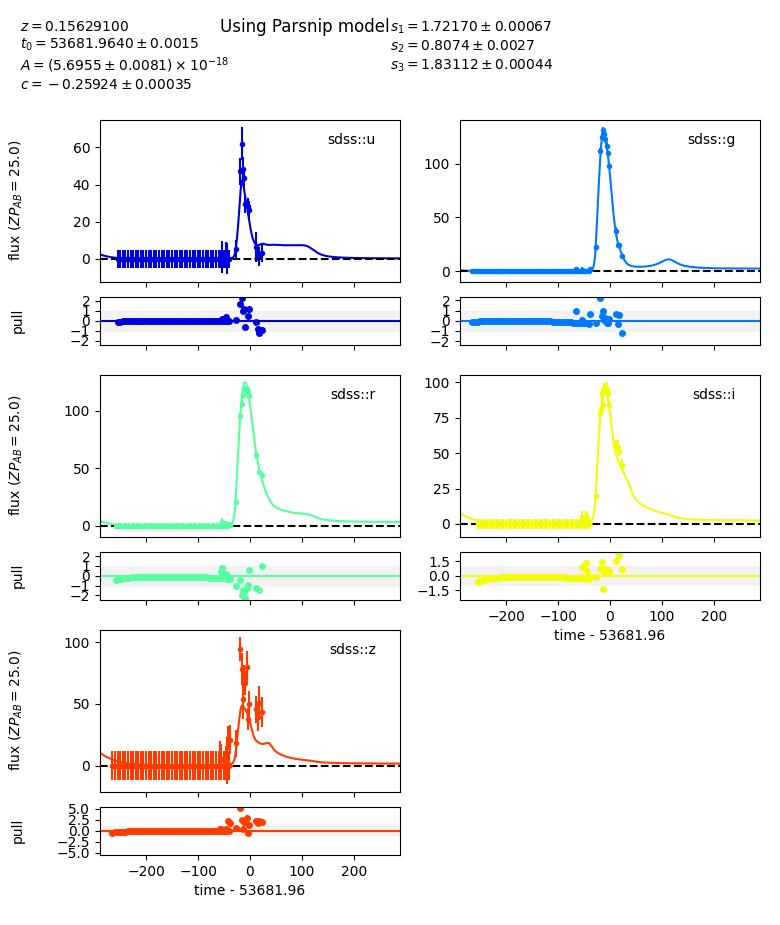 Using Parsnip model
z = 0.15629100
t0 = 53681.9640 ± 0.0015
A = (5.6955 ± 0.0081) × 10^−18
c = −0.25924 ± 0.00035
s1 = 1.72170 ± 0.00067
s2 = 0.8074 ± 0.0027
s3 = 1.83112 ± 0.00044
sdss::u
flux (ZP_AB = 25.0)
60
40
20
0
pull
2
1
0
−1
−2
sdss::g
100
50
0
2
1
0
−1
−2
sdss::r
flux (ZP_AB = 25.0)
100
50
0
pull
2
1
0
−1
−2
sdss::i
100
75
50
25
0
1.5
0.0
−1.5
−200 −100 0 100 200
time - 53681.96
sdss::z
flux (ZP_AB = 25.0)
100
50
0
pull
5.0
2.5
0.0
−2.5
−5.0
−200 −100 0 100 200
time - 53681.96